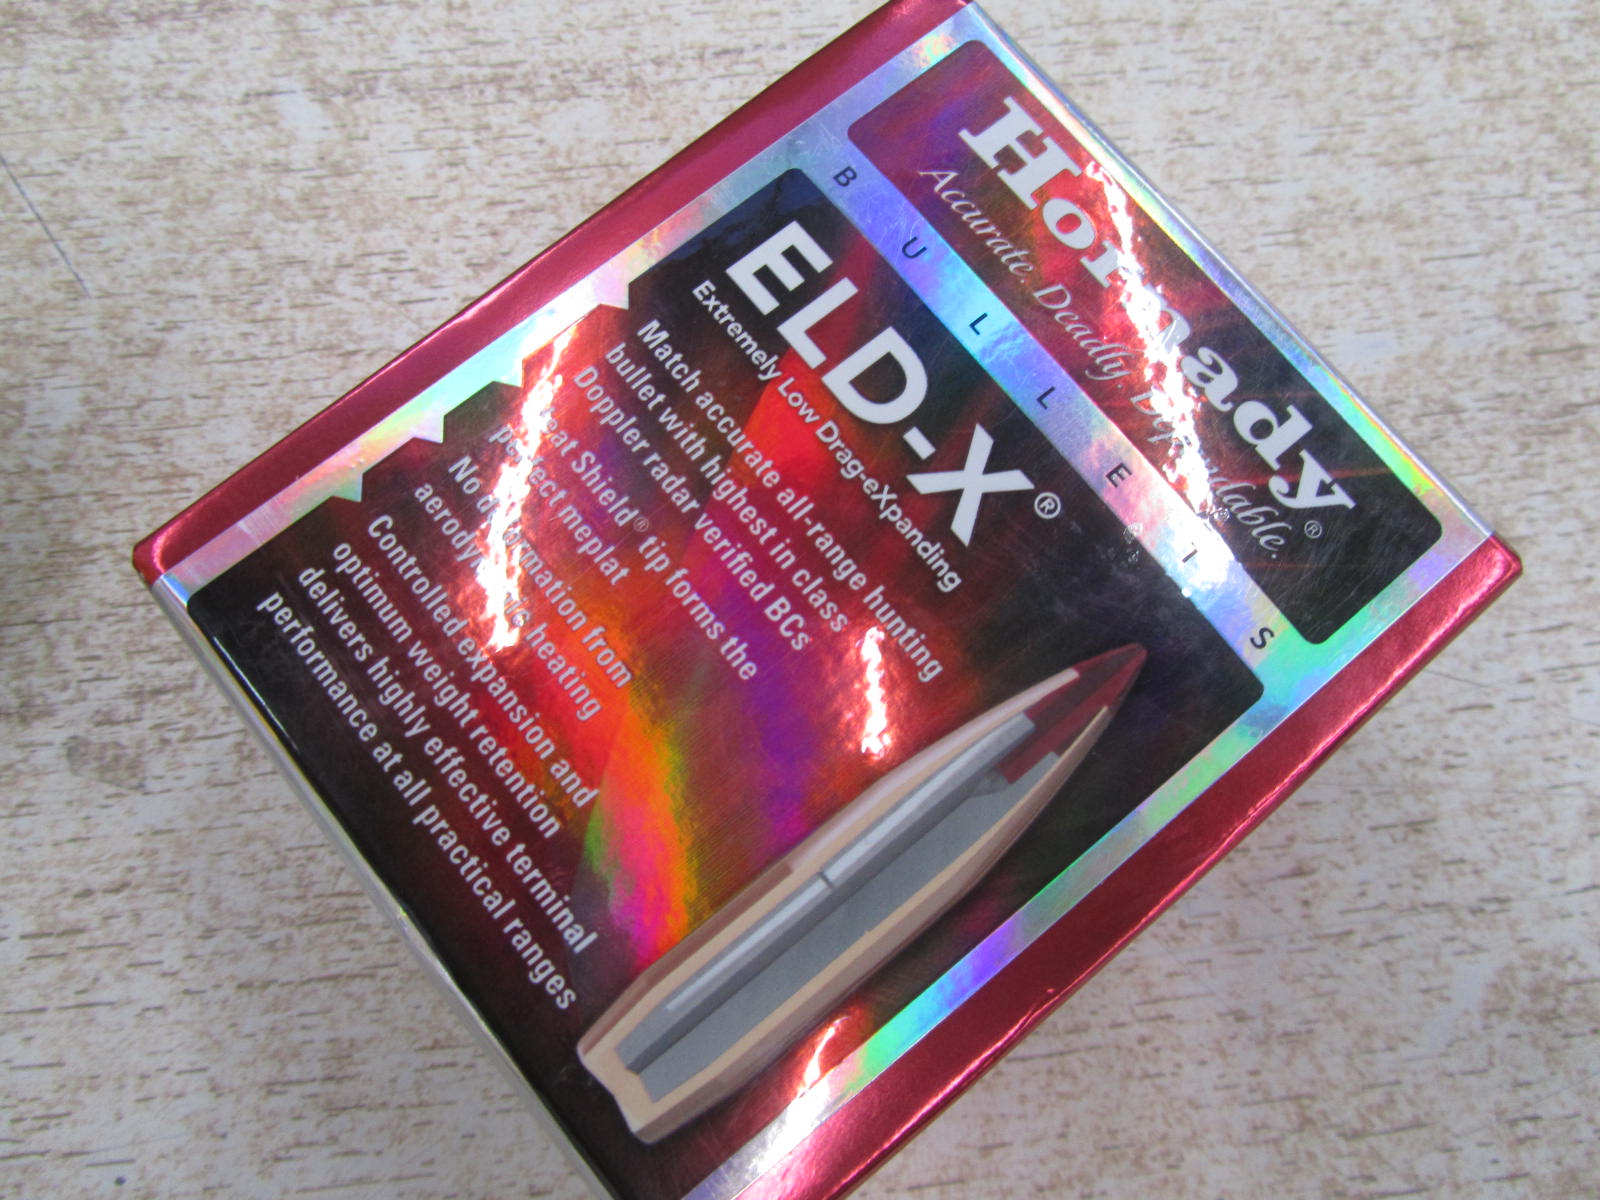 Hornady®
Accurate. Deadly. Dependable.
BULLETS
ELD-X®
Extremely Low Drag-eXpanding
Match accurate all-range hunting
bullet with highest in class
Doppler radar verified BCs
Heat Shield® tip forms the
perfect meplat
No deformation from
aerodynamic heating
Controlled expansion and
optimum weight retention
delivers highly effective terminal
performance at all practical ranges